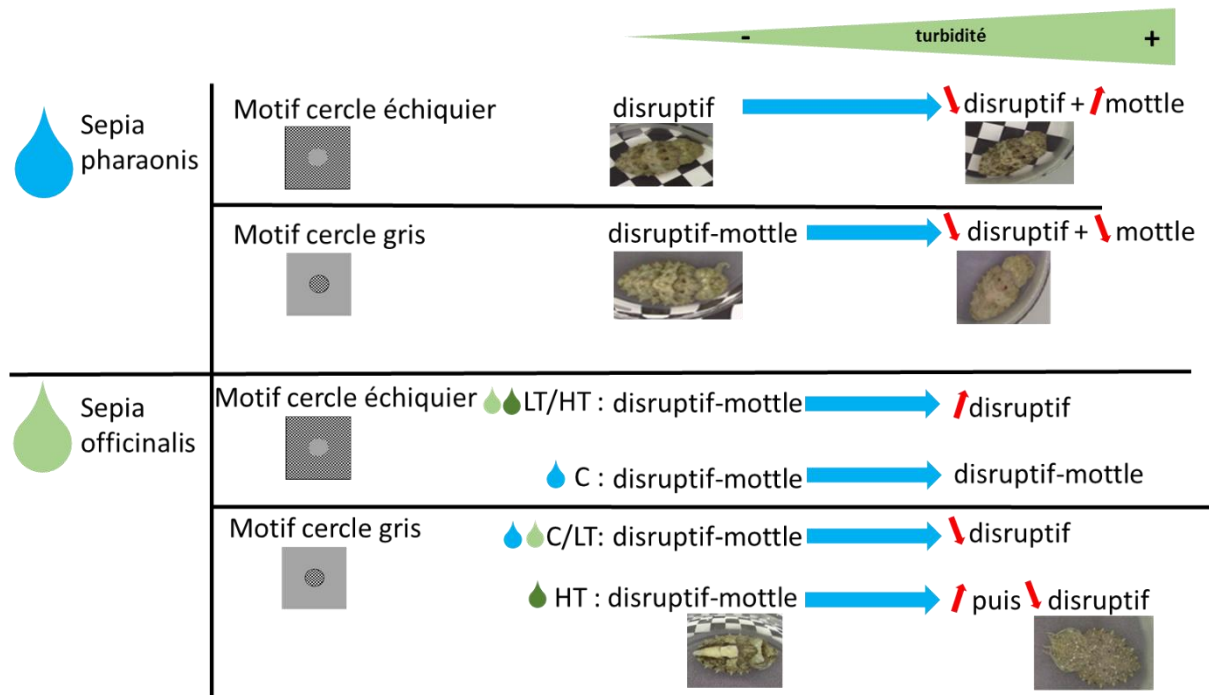 - turbidité +
Sepia
pharaonis
Motif cercle échiquier
disruptif
disruptif + mottle
Motif cercle gris
disruptif-mottle
disruptif + mottle
Sepia
officinalis
Motif cercle échiquier
LT/HT : disruptif-mottle
disruptif
C : disruptif-mottle
disruptif-mottle
Motif cercle gris
C/LT: disruptif-mottle
disruptif
HT : disruptif-mottle
puis disruptif